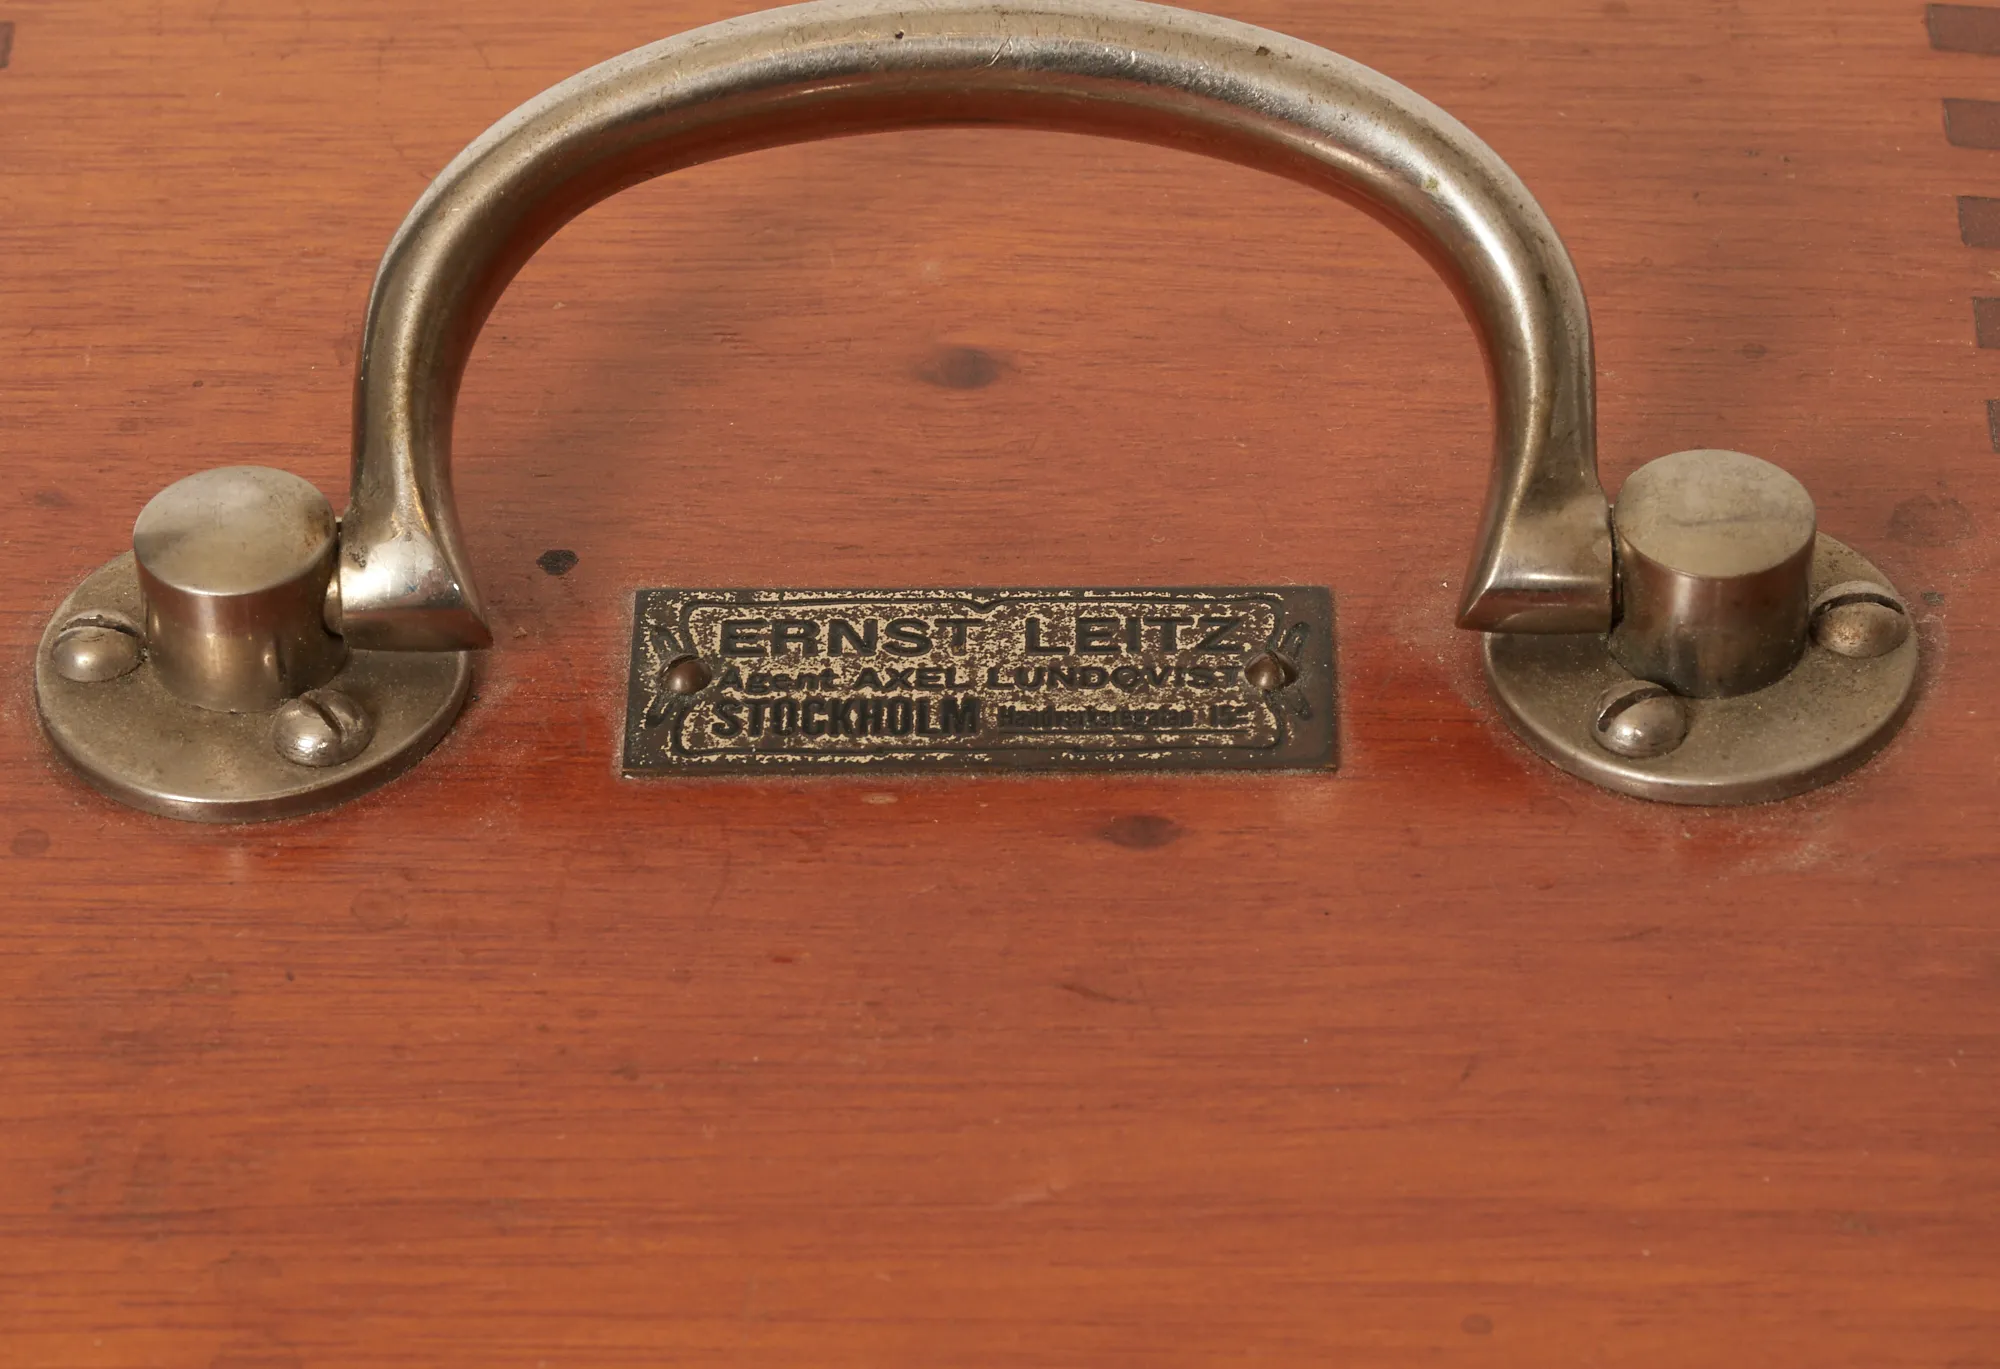 ERNST LEITZ
Agent AXEL LUNDQVIST
STOCKHOLM